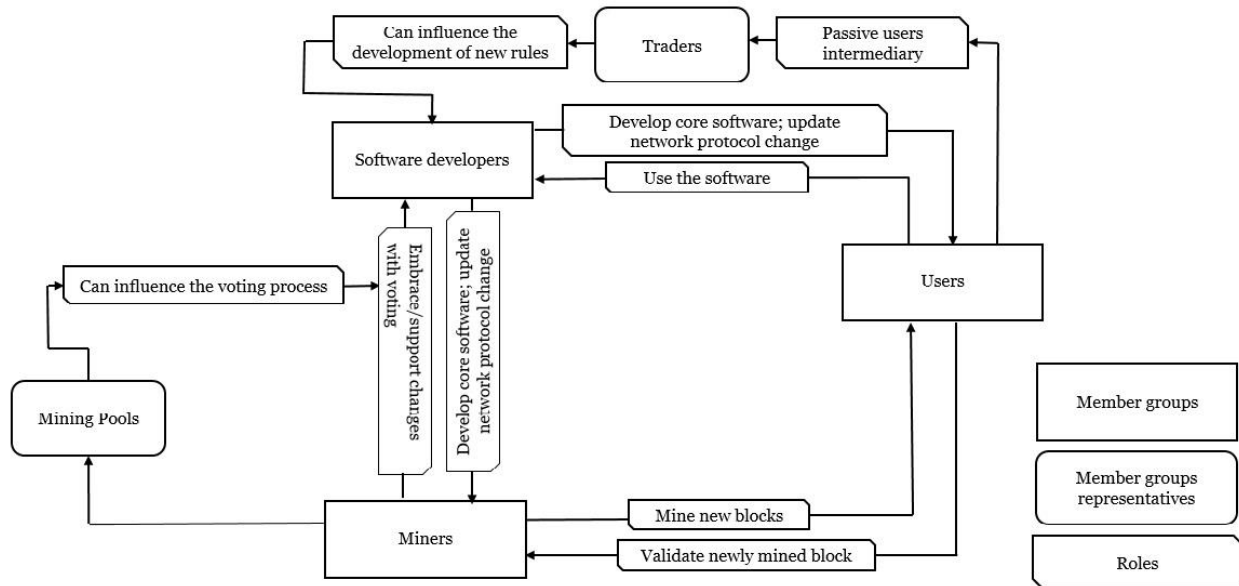 Can influence the
development of new rules
Traders
Passive users
intermediary
Software developers
Develop core software; update
network protocol change
Use the software
Users
Can influence the voting process
Embrace/support changes
with voting
Develop core software; update
network protocol change
Mining Pools
Miners
Mine new blocks
Validate newly mined block
Member groups
Member groups
representatives
Roles